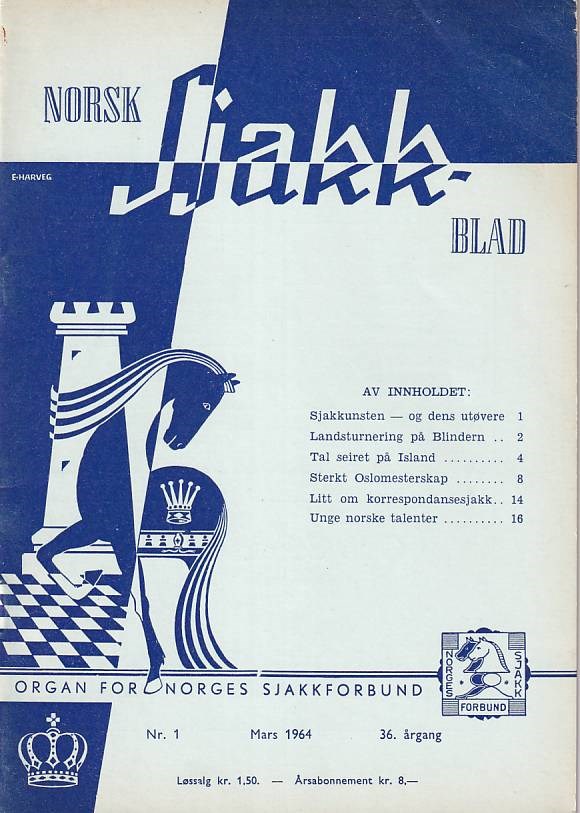 NORSK
Sjakk-
E-HARVEG
BLAD
AV INNHOLDET:
Sjakkunsten — og dens utøvere 1
Landsturnering på Blindern .. 2
Tal seiret på Island .......... 4
Sterkt Oslomesterskap ........ 8
Litt om korrespondansesjakk.. 14
Unge norske talenter .......... 16
NORGES SJAKK
FORBUND
ORGAN FOR NORGES SJAKKFORBUND
Nr. 1 Mars 1964 36. årgang
Løssalg kr. 1,50. — Årsabonnement kr. 8,—